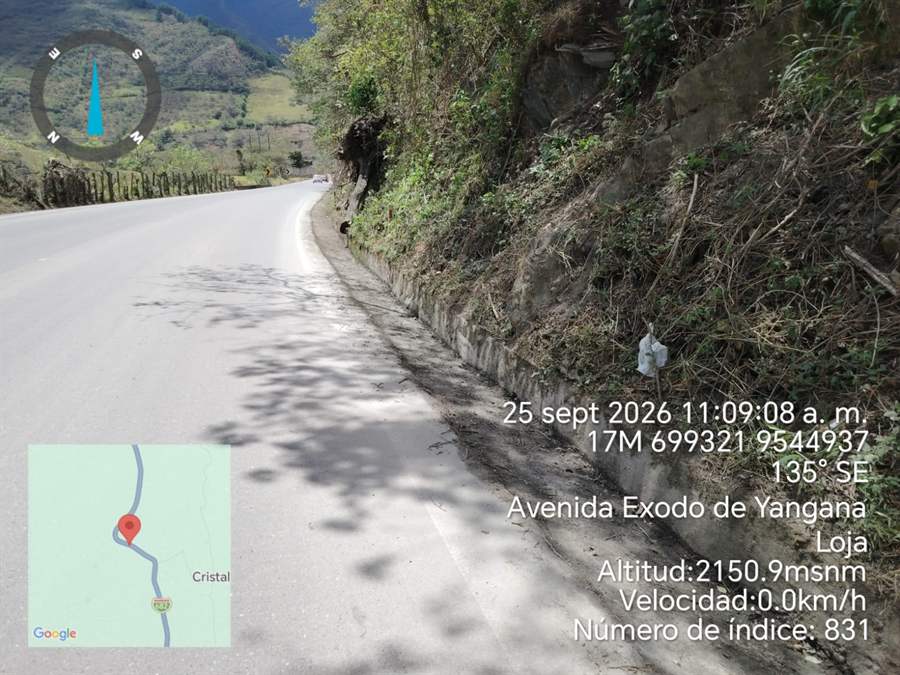 E
S
N
W
25 sept 2026 11:09:08 a. m.
17M 699321 9544937
135° SE
Avenida Exodo de Yangana
Loja
Altitud:2150.9msnm
Velocidad:0.0km/h
Número de índice: 831
Cristal
Google